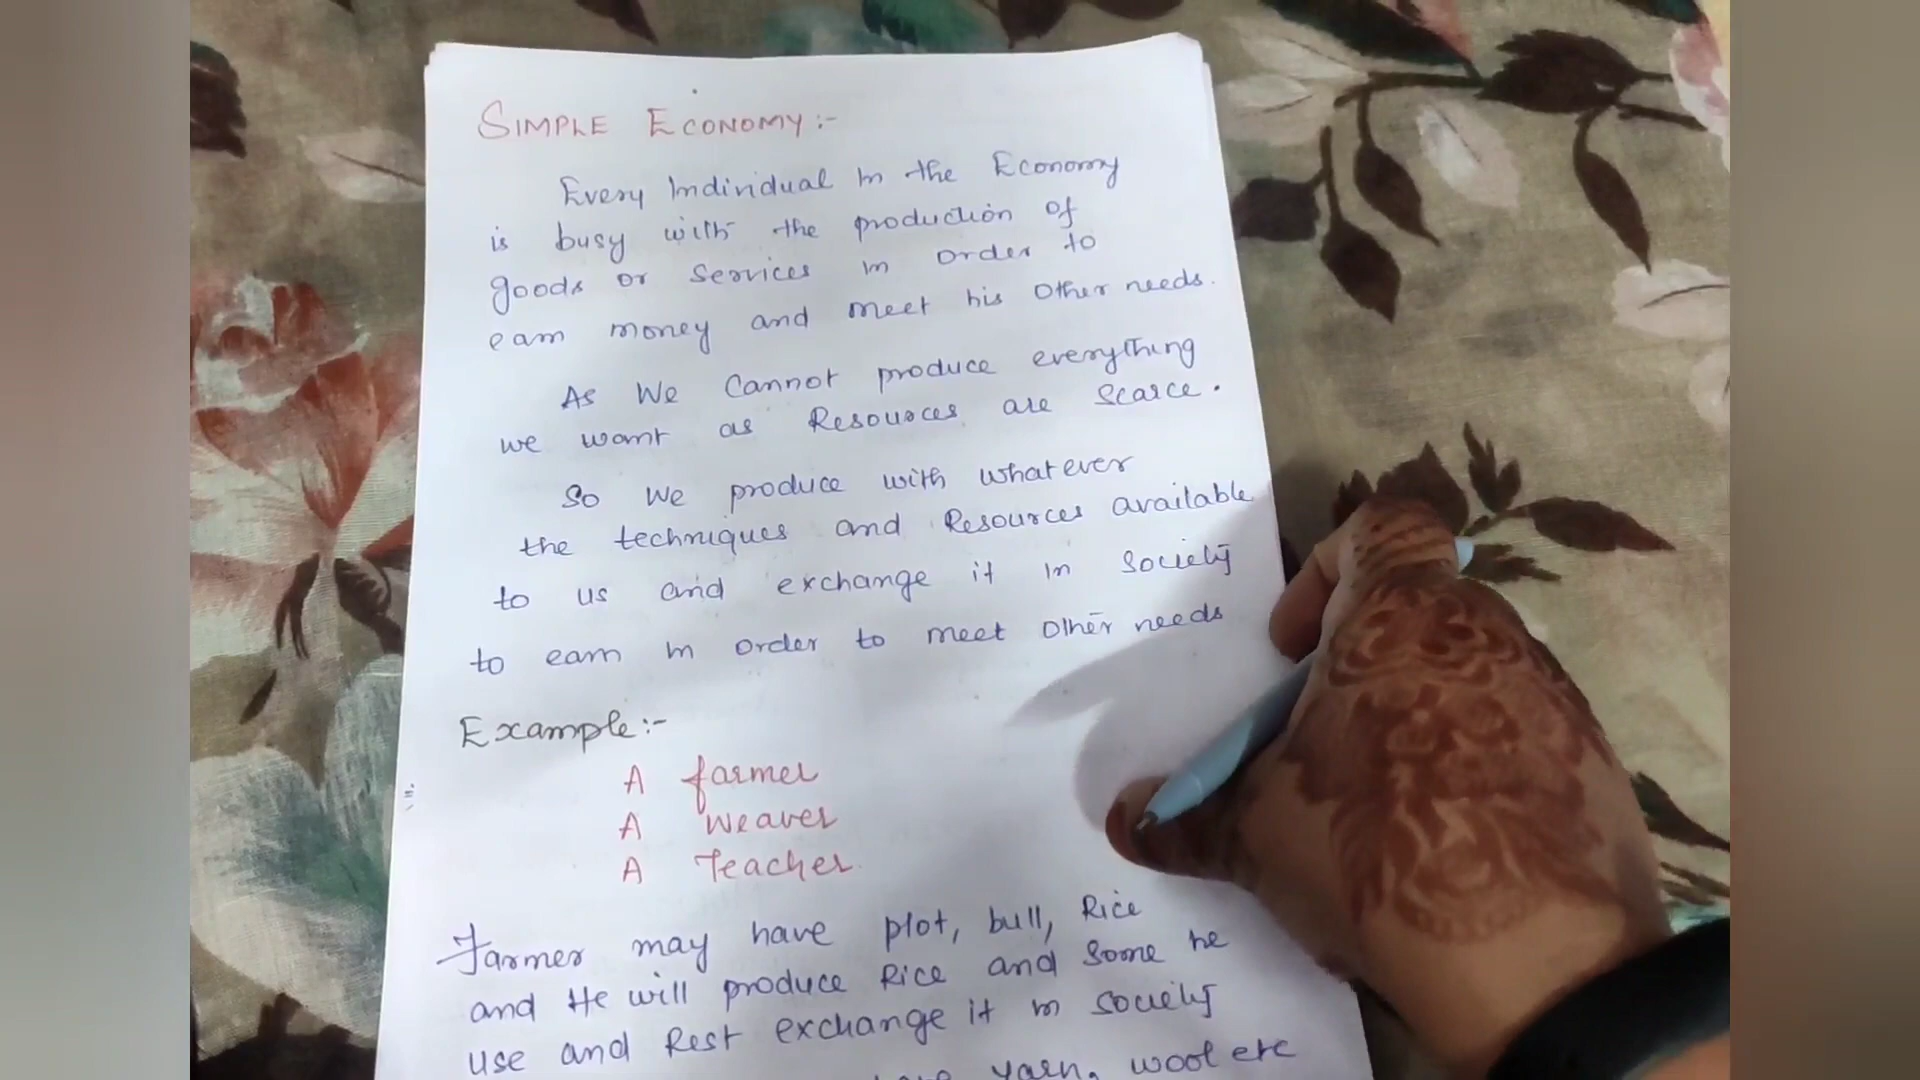 SIMPLE ECONOMY:-
Every Individual In the Economy
is busy with the production of
goods or services in order to
earn money and meet his other needs.
As We Cannot produce everything
we want as Resources are Scarce.
So We produce with whatever
the techniques and Resources available
to us and exchange it in Society
to earn in order to meet other needs
Example:-
A farmer
A Weaver
A Teacher
Farmer may have plot, bull, Rice
and He will produce Rice and Some he
use and Rest exchange it in Society
yarn, wool etc